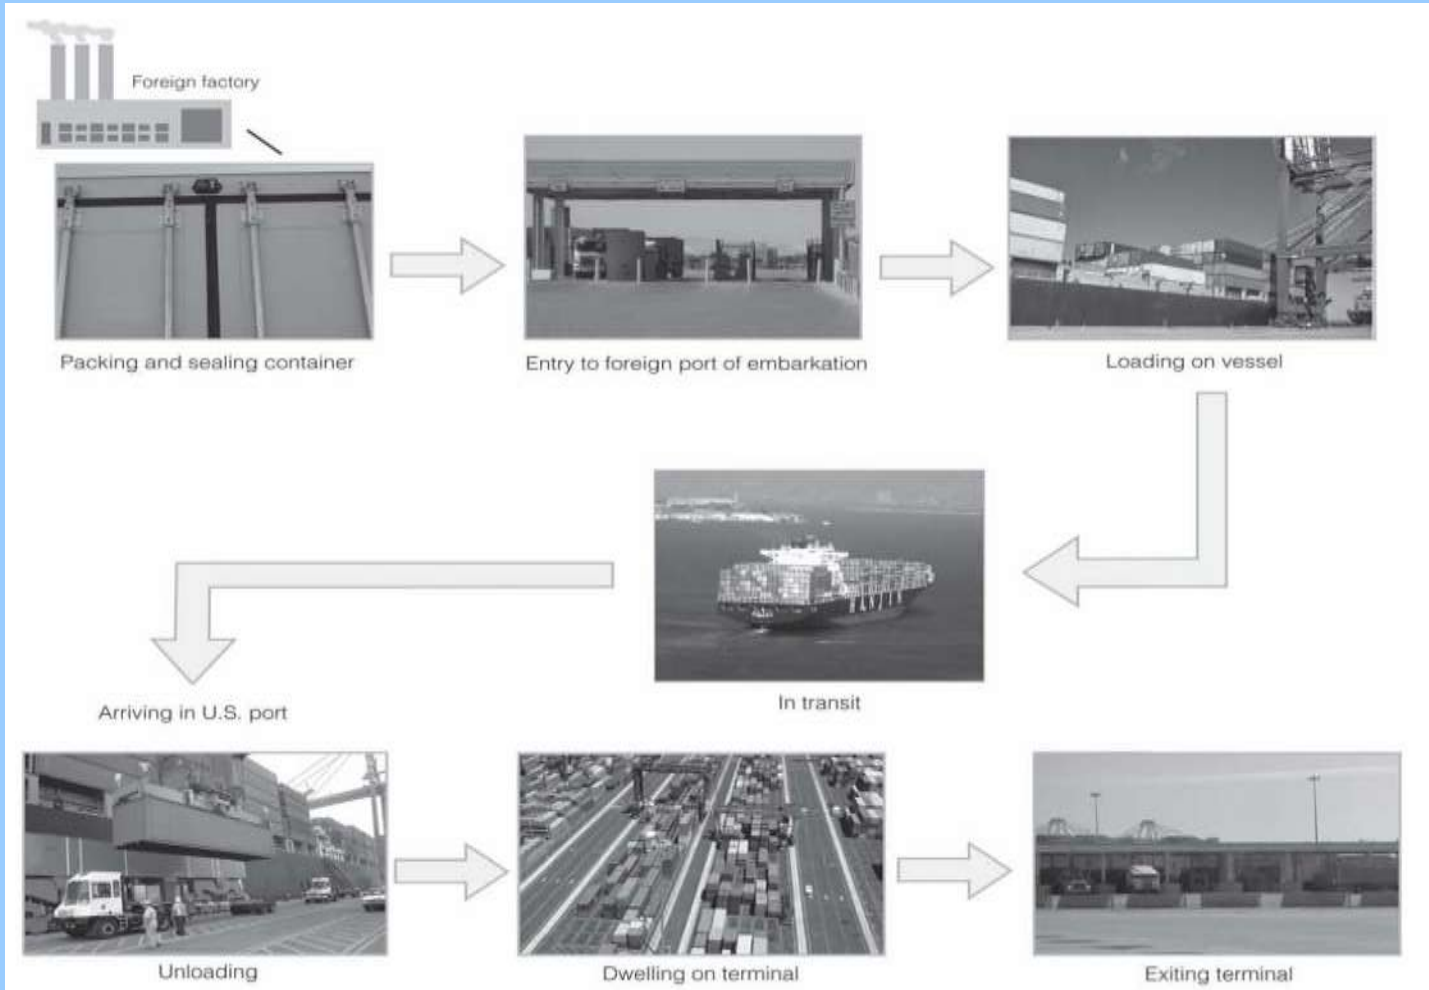 Foreign factory
Packing and sealing container
Entry to foreign port of embarkation
Loading on vessel
HANJIN
In transit
Arriving in U.S. port
Unloading
Dwelling on terminal
Exiting terminal